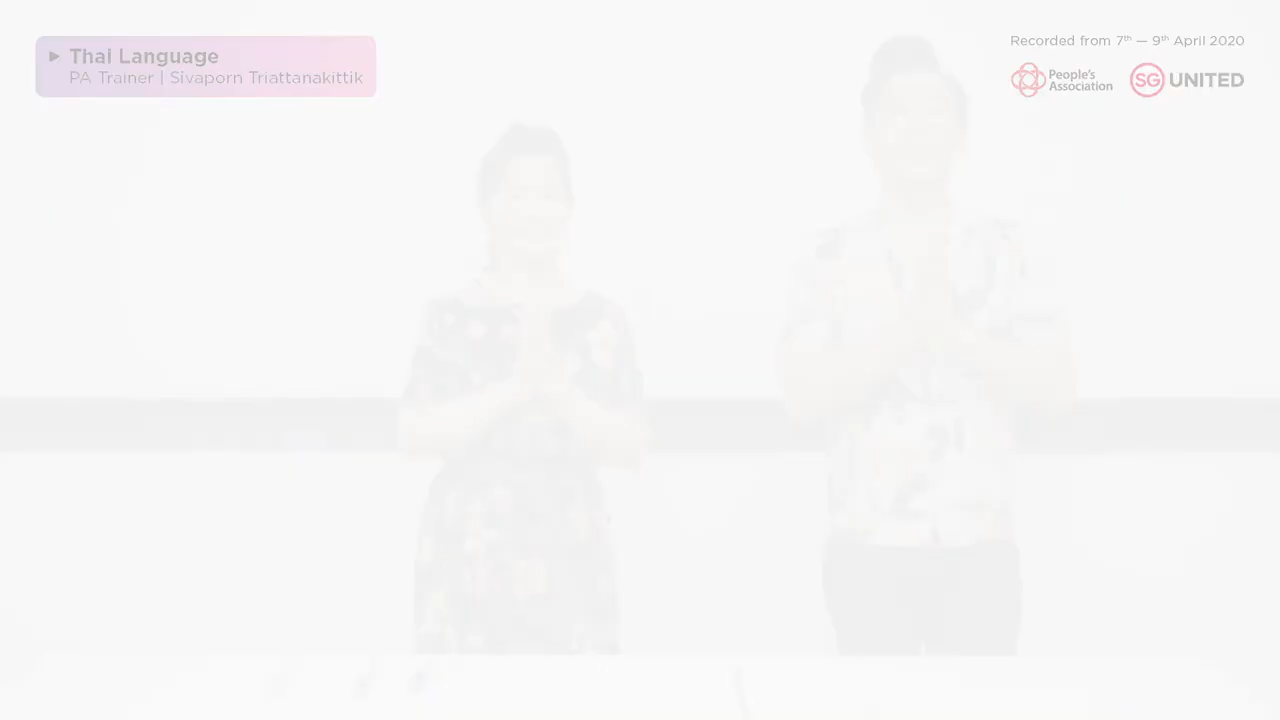 ► Thai Language
PA Trainer | Sivaporn Triattanakittik
Recorded from 7th — 9th April 2020
People's
Association
SG UNITED